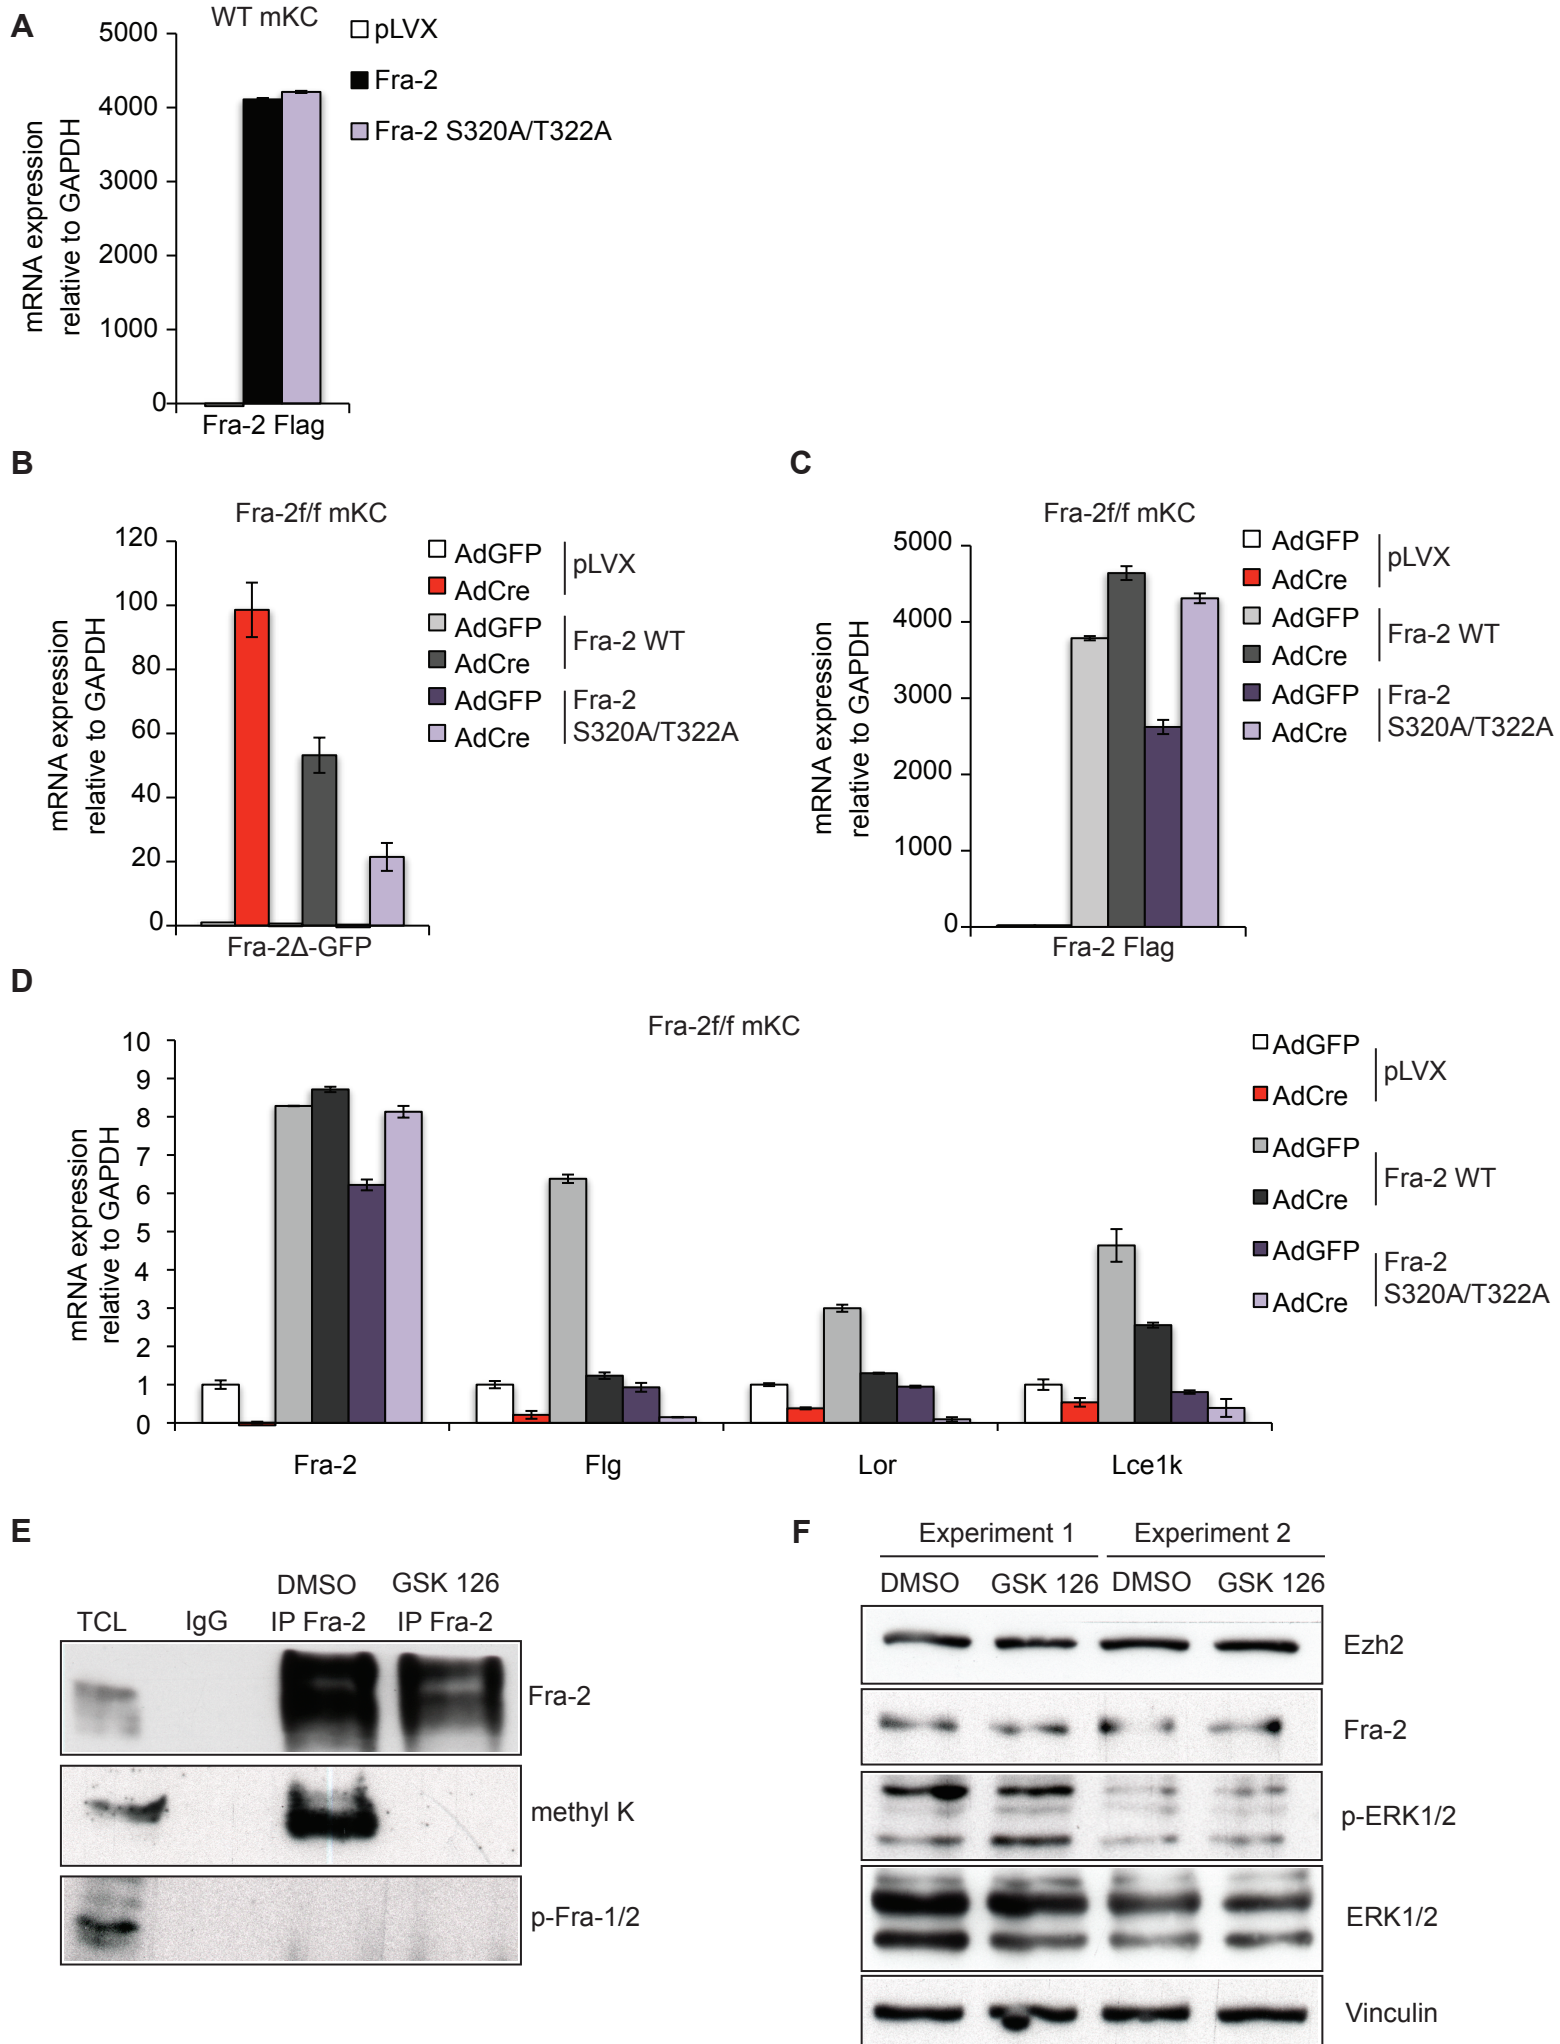 A
WT mKC
5000
4000
3000
2000
1000
0
mRNA expression
relative to GAPDH
Fra-2 Flag
pLVX
Fra-2
Fra-2 S320A/T322A
B
Fra-2f/f mKC
120
100
80
60
40
20
0
mRNA expression
relative to GAPDH
Fra-2Δ-GFP
AdGFP
AdCre
pLVX
AdGFP
AdCre
Fra-2 WT
AdGFP
AdCre
Fra-2
S320A/T322A
C
Fra-2f/f mKC
5000
4000
3000
2000
1000
0
mRNA expression
relative to GAPDH
Fra-2 Flag
AdGFP
AdCre
pLVX
AdGFP
AdCre
Fra-2 WT
AdGFP
AdCre
Fra-2
S320A/T322A
D
Fra-2f/f mKC
10
9
8
7
6
5
4
3
2
1
0
mRNA expression
relative to GAPDH
Fra-2 Flg Lor Lce1k
AdGFP
AdCre
pLVX
AdGFP
AdCre
Fra-2 WT
AdGFP
AdCre
Fra-2
S320A/T322A
E
DMSO GSK 126
TCL IgG IP Fra-2 IP Fra-2
Fra-2
methyl K
p-Fra-1/2
F
Experiment 1 Experiment 2
DMSO GSK 126 DMSO GSK 126
Ezh2
Fra-2
p-ERK1/2
ERK1/2
Vinculin